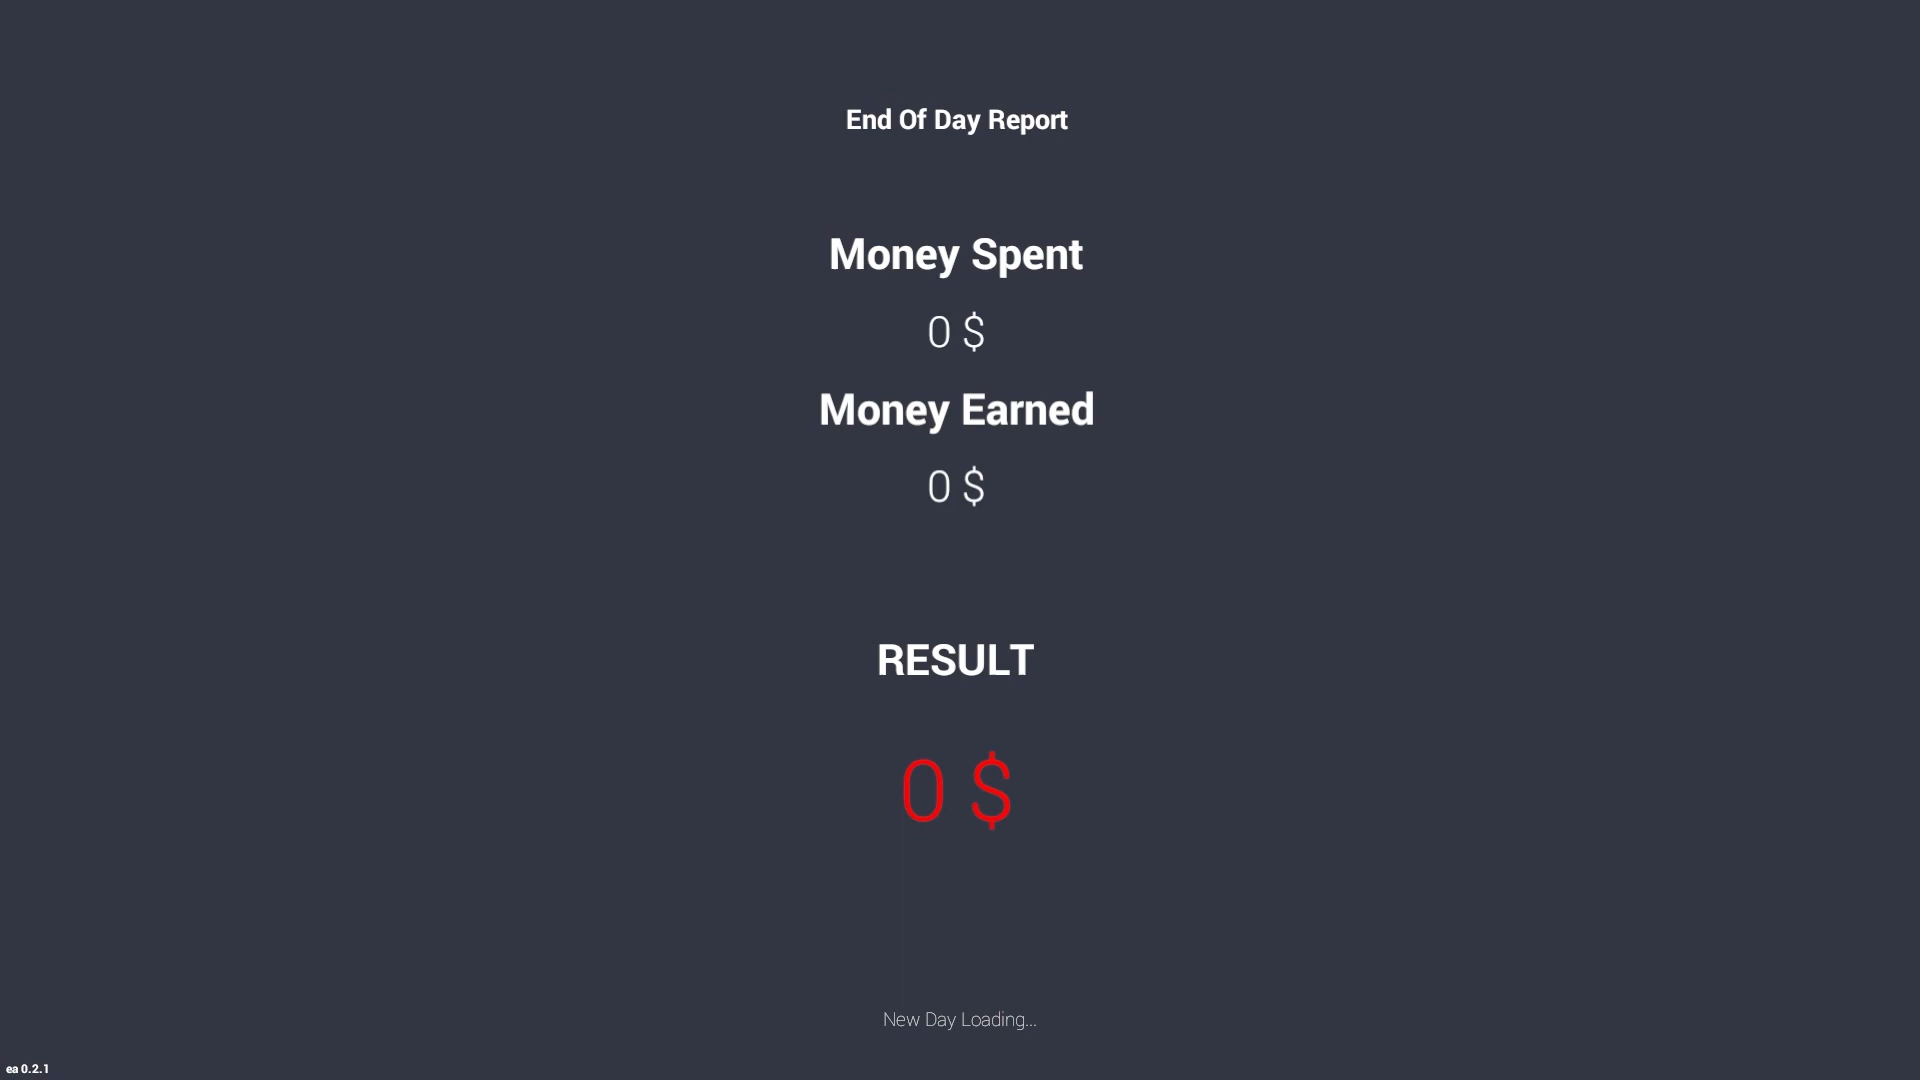 End Of Day Report
Money Spent
0 $
Money Earned
0 $
RESULT
0 $
New Day Loading...
ea 0.2.1